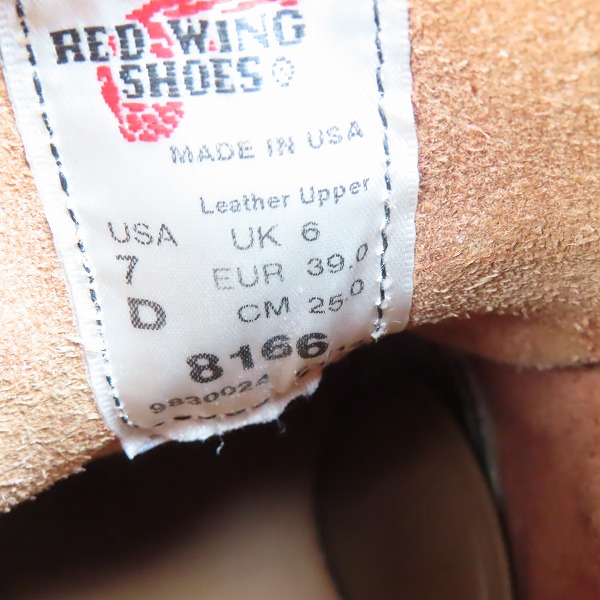 RED WING
SHOES®
MADE IN USA
Leather Upper
USA UK 6
7 EUR 39.0
D CM 25.0
8166
9830024